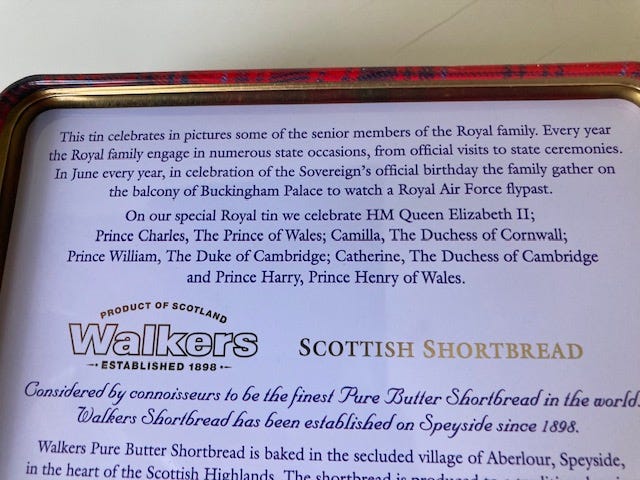 This tin celebrates in pictures some of the senior members of the Royal family. Every year
the Royal family engage in numerous state occasions, from official visits to state ceremonies.
In June every year, in celebration of the Sovereign's official birthday the family gather on
the balcony of Buckingham Palace to watch a Royal Air Force flypast.
On our special Royal tin we celebrate HM Queen Elizabeth II;
Prince Charles, The Prince of Wales; Camilla, The Duchess of Cornwall;
Prince William, The Duke of Cambridge; Catherine, The Duchess of Cambridge
and Prince Harry, Prince Henry of Wales.
PRODUCT OF SCOTLAND
Walkers
ESTABLISHED 1898
SCOTTISH SHORTBREAD
Considered by connoisseurs to be the finest Pure Butter Shortbread in the world.
Walkers Shortbread has been established on Speyside since 1898.
Walkers Pure Butter Shortbread is baked in the secluded village of Aberlour, Speyside,
in the heart of the Scottish Highlands. The shortbread is produced to a